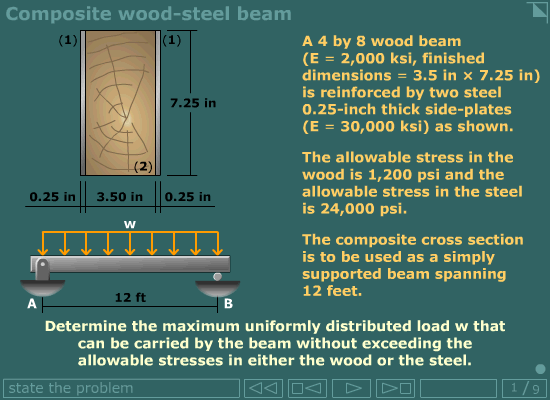 Composite wood-steel beam
(1)
(1)
7.25 in
(2)
0.25 in
3.50 in
0.25 in
w
A
12 ft
B
A 4 by 8 wood beam
(E = 2,000 ksi, finished
dimensions = 3.5 in × 7.25 in)
is reinforced by two steel
0.25-inch thick side-plates
(E = 30,000 ksi) as shown.
The allowable stress in the
wood is 1,200 psi and the
allowable stress in the steel
is 24,000 psi.
The composite cross section
is to be used as a simply
supported beam spanning
12 feet.
Determine the maximum uniformly distributed load w that
can be carried by the beam without exceeding the
allowable stresses in either the wood or the steel.
state the problem
1 / 9